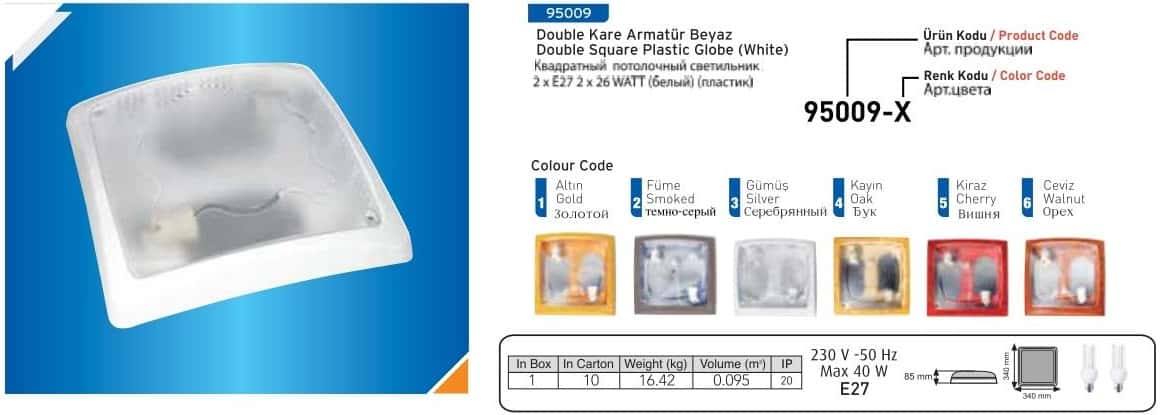 95009
Double Kare Armatür Beyaz
Double Square Plastic Globe (White)
Квадратный потолочный светильник
2 x E27 2 x 26 WATT (белый) (пластик)
Ürün Kodu / Product Code
Арт. продукции
Renk Kodu / Color Code
Арт.цвета
95009-X
Colour Code
1 Altın Gold Золотой
2 Füme Smoked темно-серый
3 Gümüş Silver Серебрянный
4 Kayın Oak Бук
5 Kiraz Cherry Вишня
6 Ceviz Walnut Орех
In Box In Carton Weight (kg) Volume (m³) IP
1 10 16.42 0.095 20
230 V -50 Hz
Max 40 W
E27
85 mm
340 mm
340 mm